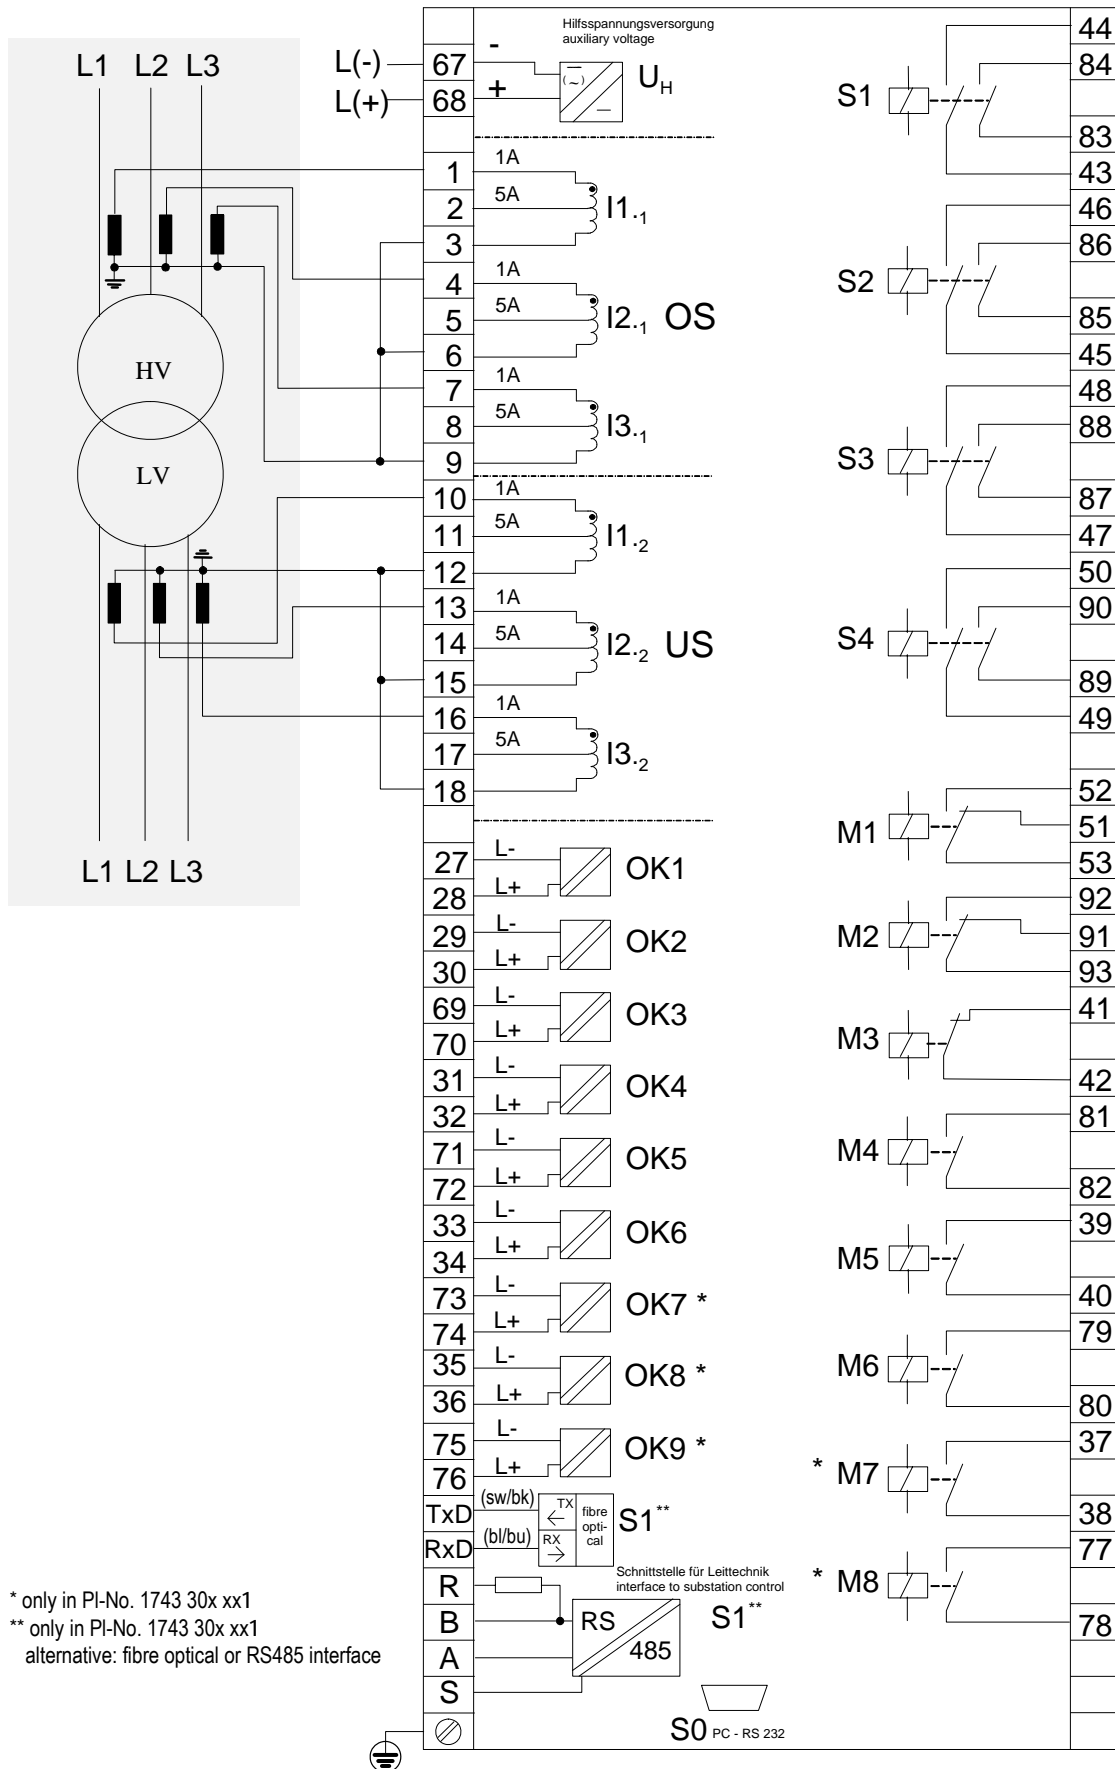 L1 L2 L3
HV
LV
L1 L2 L3
L(-)
L(+)
67
68
-
+
Hilfsspannungsversorgung
auxiliary voltage
(~)
UH
1
2
3
1A
5A
I1.1
4
5
6
1A
5A
I2.1 OS
7
8
9
1A
5A
I3.1
10
11
12
1A
5A
I1.2
13
14
15
1A
5A
I2.2 US
16
17
18
1A
5A
I3.2
27 L-
28 L+
OK1
29 L-
30 L+
OK2
69 L-
70 L+
OK3
31 L-
32 L+
OK4
71 L-
72 L+
OK5
33 L-
34 L+
OK6
73 L-
74 L+
OK7 *
35 L-
36 L+
OK8 *
75 L-
76 L+
OK9 *
TxD (sw/bk)
RxD (bl/bu)
TX
RX
fibre
opti-
cal
S1**
R
B
A
S
Schnittstelle für Leittechnik
interface to substation control
RS
485
S1**
S0 PC - RS 232
S1
44
84
83
43
S2
46
86
85
45
S3
48
88
87
47
S4
50
90
89
49
M1
52
51
53
M2
92
91
93
M3
41
42
M4
81
82
M5
39
40
M6
79
80
* M7
37
38
* M8
77
78
* only in PI-No. 1743 30x xx1
** only in PI-No. 1743 30x xx1
alternative: fibre optical or RS485 interface